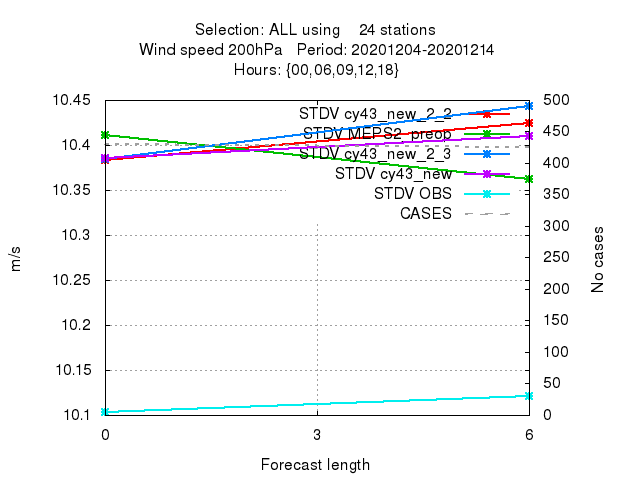 Selection: ALL using 24 stations
Wind speed 200hPa Period: 20201204-20201214
Hours: {00,06,09,12,18}
STDV cy43_new_2_2
STDV MEPS2_preop
STDV cy43_new_2_3
STDV cy43_new
STDV OBS
CASES
10.45
10.4
10.35
10.3
10.25
10.2
10.15
10.1
m/s
500
450
400
350
300
250
200
150
100
50
0
No cases
0 3 6
Forecast length